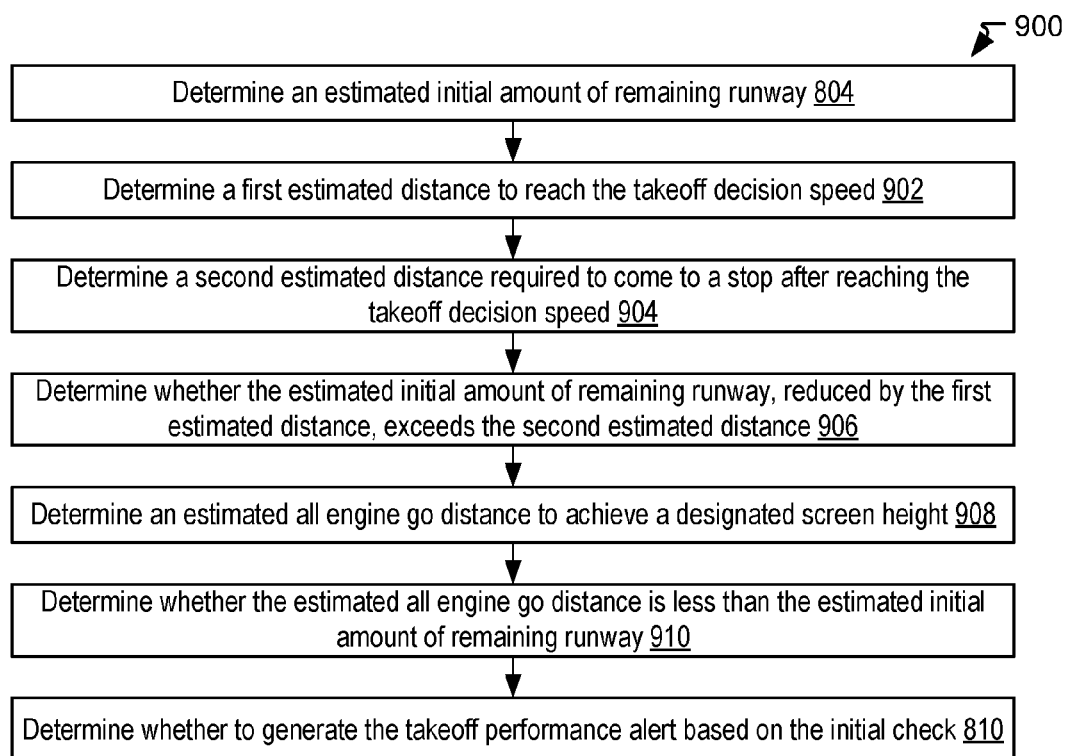 900
Determine an estimated initial amount of remaining runway 804
Determine a first estimated distance to reach the takeoff decision speed 902
Determine a second estimated distance required to come to a stop after reaching the
takeoff decision speed 904
Determine whether the estimated initial amount of remaining runway, reduced by the first
estimated distance, exceeds the second estimated distance 906
Determine an estimated all engine go distance to achieve a designated screen height 908
Determine whether the estimated all engine go distance is less than the estimated initial
amount of remaining runway 910
Determine whether to generate the takeoff performance alert based on the initial check 810